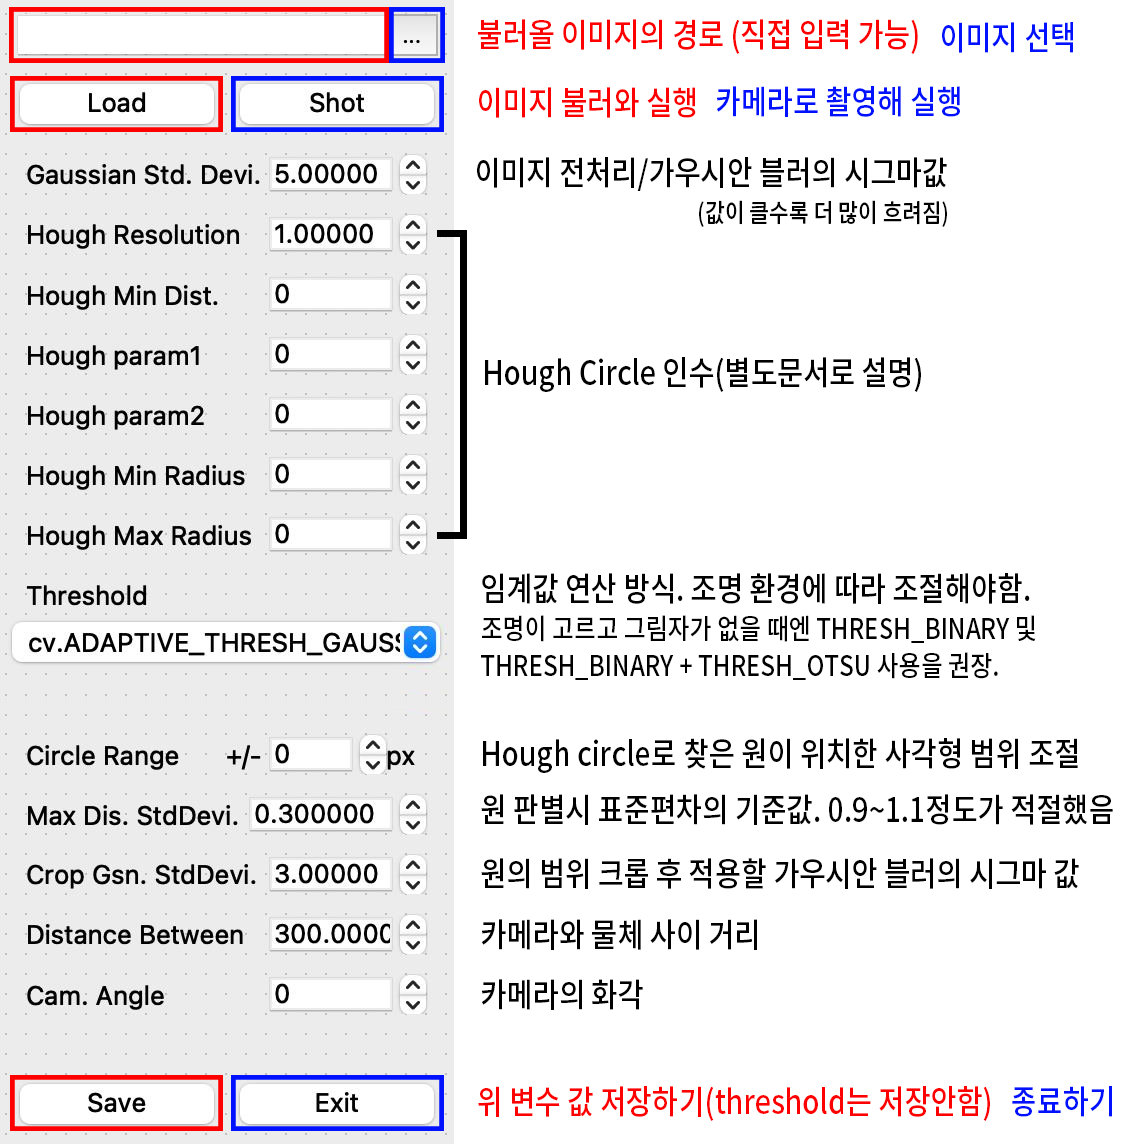 ...
불러올 이미지의 경로 (직접 입력 가능) 이미지 선택
Load Shot
이미지 불러와 실행 카메라로 촬영해 실행
Gaussian Std. Devi. 5.00000
이미지 전처리/가우시안 블러의 시그마값
(값이 클수록 더 많이 흐려짐)
Hough Resolution 1.00000
Hough Min Dist. 0
Hough param1 0
Hough Circle 인수(별도문서로 설명)
Hough param2 0
Hough Min Radius 0
Hough Max Radius 0
Threshold
임계값 연산 방식. 조명 환경에 따라 조절해야함.
조명이 고르고 그림자가 없을 때엔 THRESH_BINARY 및
THRESH_BINARY + THRESH_OTSU 사용을 권장.
cv.ADAPTIVE_THRESH_GAUSS
Circle Range +/- 0 px
Hough circle로 찾은 원이 위치한 사각형 범위 조절
Max Dis. StdDevi. 0.300000
원 판별시 표준편차의 기준값. 0.9~1.1정도가 적절했음
Crop Gsn. StdDevi. 3.00000
원의 범위 크롭 후 적용할 가우시안 블러의 시그마 값
Distance Between 300.0000
카메라와 물체 사이 거리
Cam. Angle 0
카메라의 화각
Save Exit
위 변수 값 저장하기(threshold는 저장안함) 종료하기